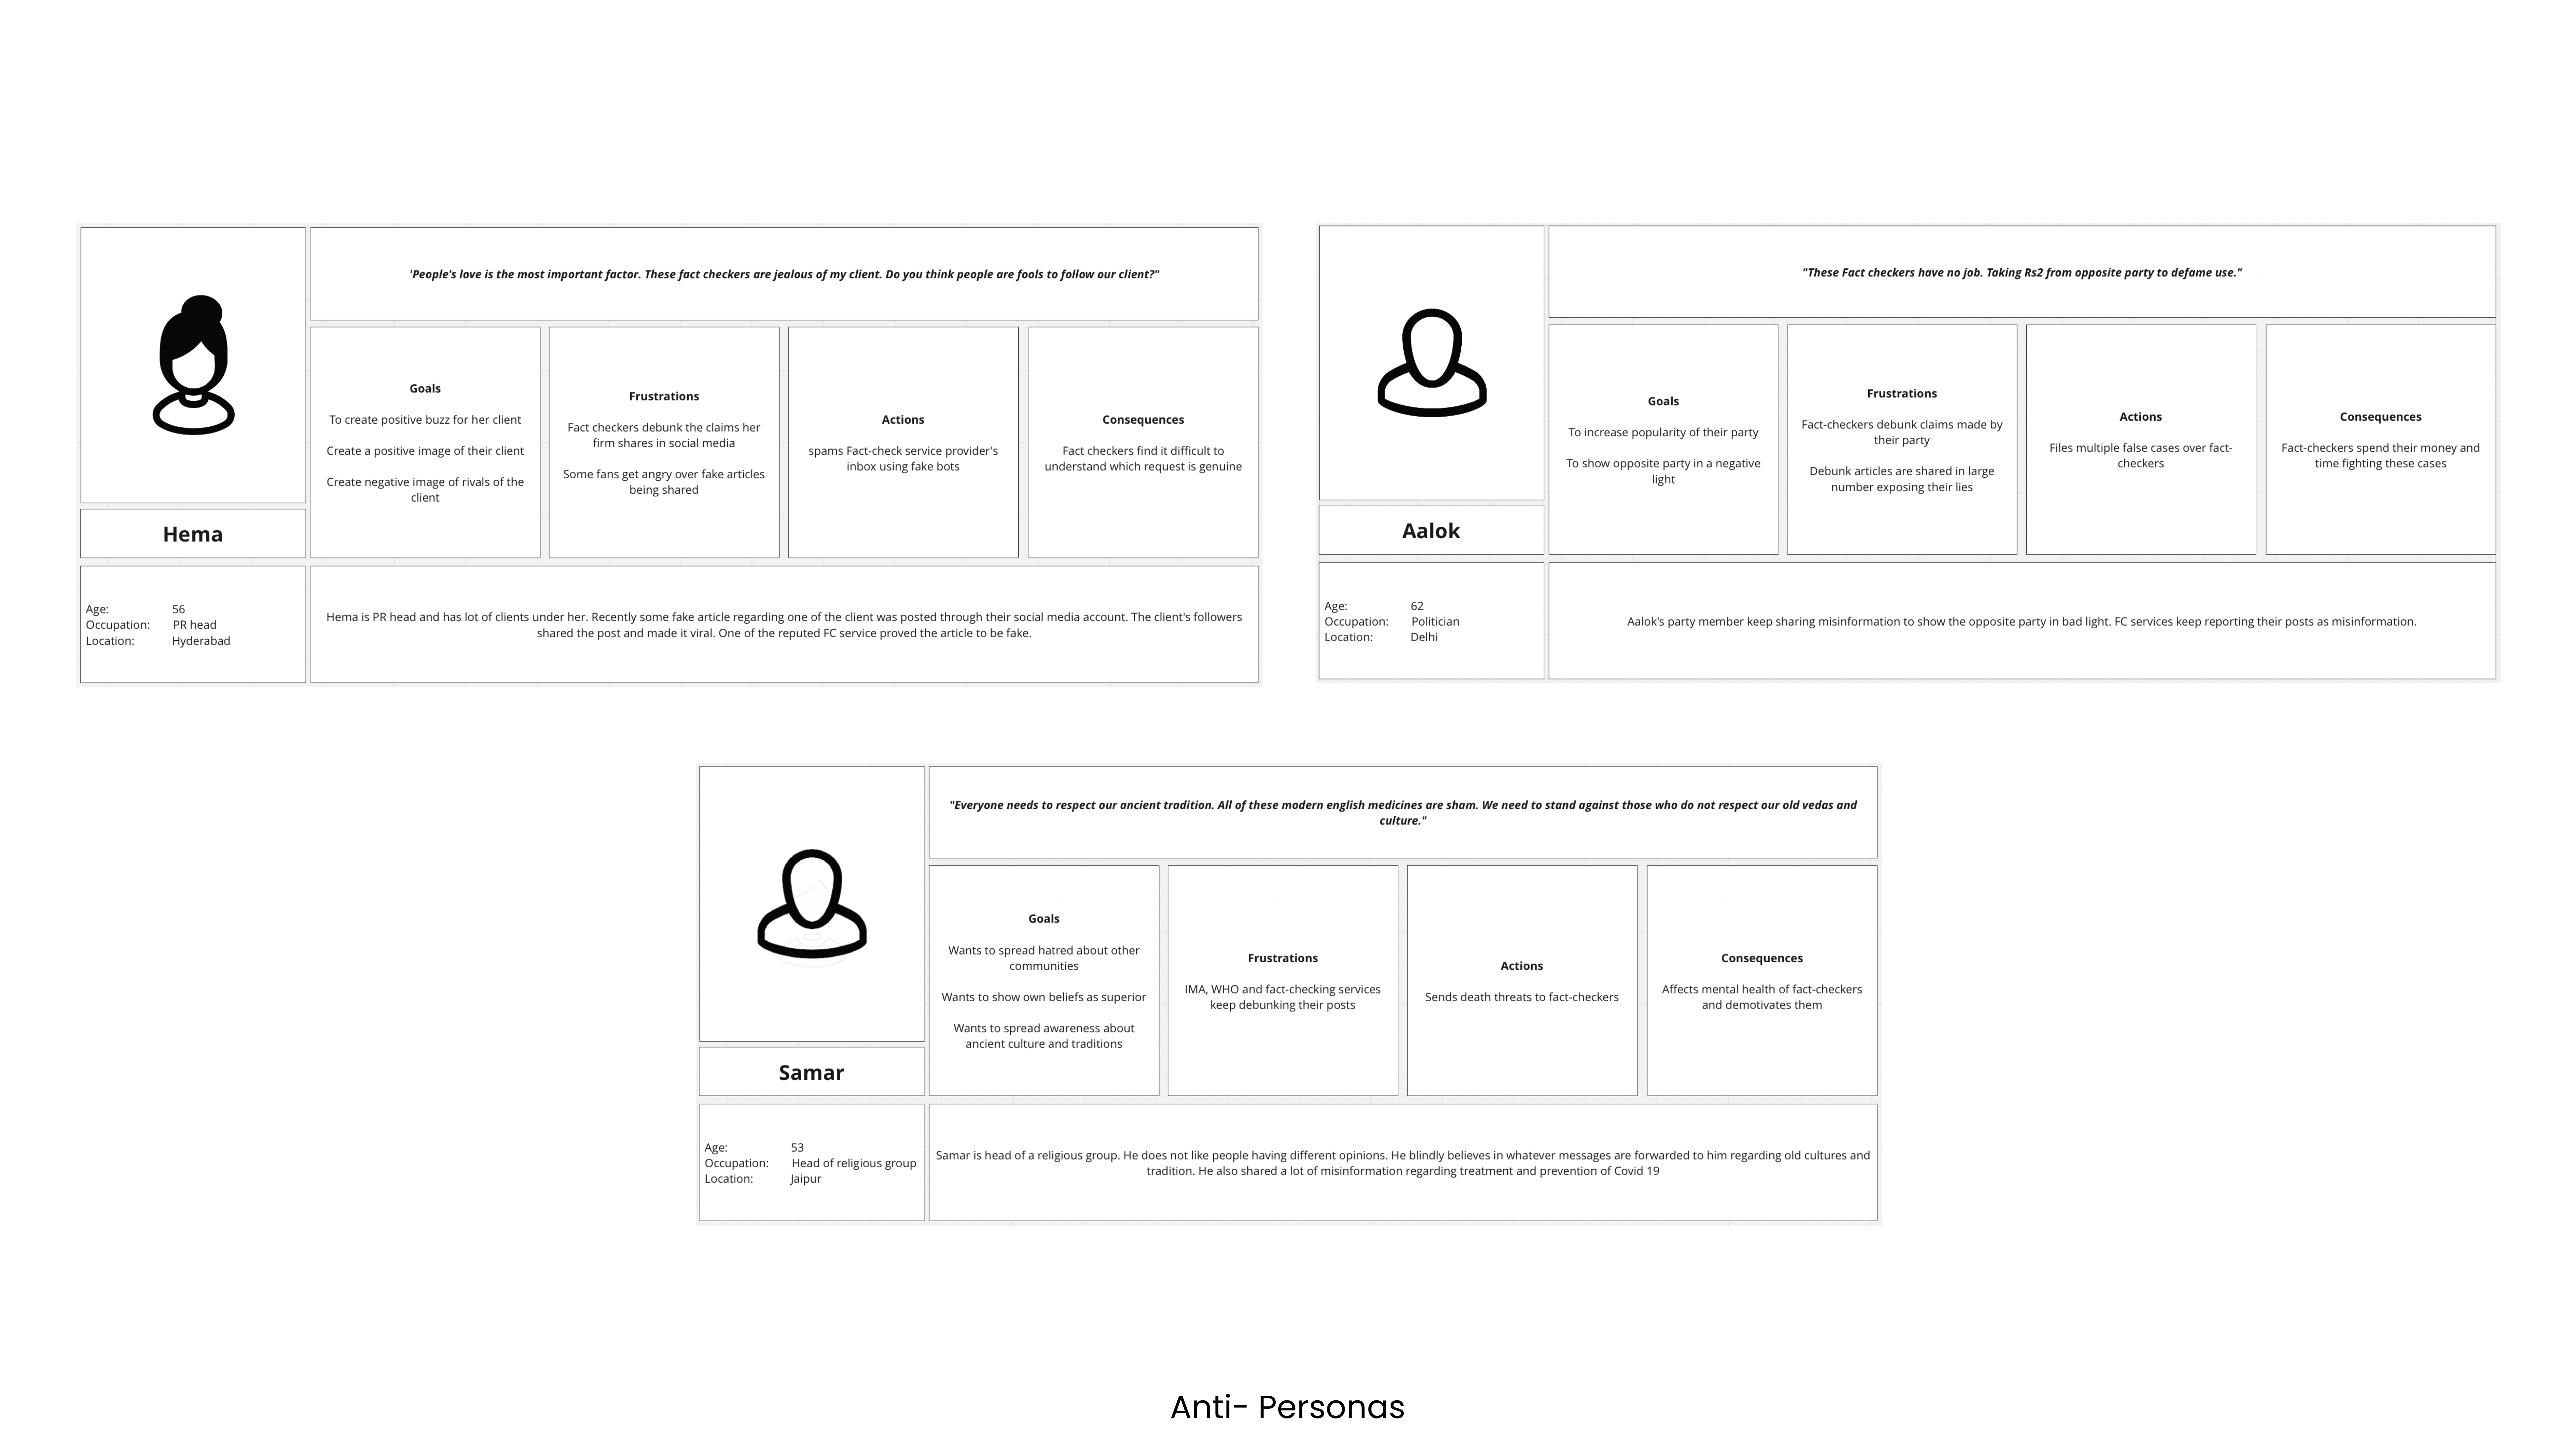 'People's love is the most important factor. These fact checkers are jealous of my client. Do you think people are fools to follow our client?"
Goals
To create positive buzz for her client
Create a positive image of their client
Create negative image of rivals of the
client
Frustrations
Fact checkers debunk the claims her
firm shares in social media
Some fans get angry over fake articles
being shared
Actions
spams Fact-check service provider's
inbox using fake bots
Consequences
Fact checkers find it difficult to
understand which request is genuine
Hema
Age: 56
Occupation: PR head
Location: Hyderabad
Hema is PR head and has lot of clients under her. Recently some fake article regarding one of the client was posted through their social media account. The client's followers
shared the post and made it viral. One of the reputed FC service proved the article to be fake.
"These Fact checkers have no job. Taking Rs2 from opposite party to defame use."
Goals
To increase popularity of their party
To show opposite party in a negative
light
Frustrations
Fact-checkers debunk claims made by
their party
Debunk articles are shared in large
number exposing their lies
Actions
Files multiple false cases over fact-
checkers
Consequences
Fact-checkers spend their money and
time fighting these cases
Aalok
Age: 62
Occupation: Politician
Location: Delhi
Aalok's party member keep sharing misinformation to show the opposite party in bad light. FC services keep reporting their posts as misinformation.
"Everyone needs to respect our ancient tradition. All of these modern english medicines are sham. We need to stand against those who do not respect our old vedas and
culture."
Goals
Wants to spread hatred about other
communities
Wants to show own beliefs as superior
Wants to spread awareness about
ancient culture and traditions
Frustrations
IMA, WHO and fact-checking services
keep debunking their posts
Actions
Sends death threats to fact-checkers
Consequences
Affects mental health of fact-checkers
and demotivates them
Samar
Age: 53
Occupation: Head of religious group
Location: Jaipur
Samar is head of a religious group. He does not like people having different opinions. He blindly believes in whatever messages are forwarded to him regarding old cultures and
tradition. He also shared a lot of misinformation regarding treatment and prevention of Covid 19
Anti- Personas